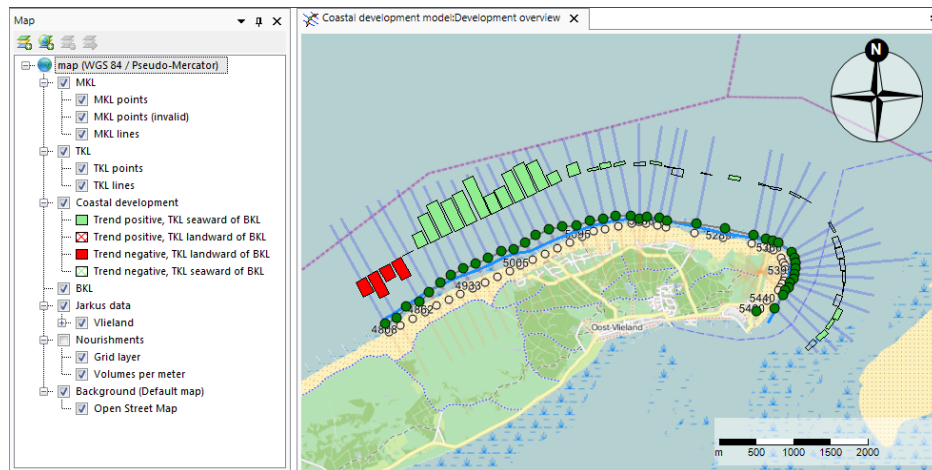 Map
map (WGS 84 / Pseudo-Mercator)
MKL
MKL points
MKL points (invalid)
MKL lines
TKL
TKL points
TKL lines
Coastal development
Trend positive, TKL seaward of BKL
Trend positive, TKL landward of BKL
Trend negative, TKL landward of BKL
Trend negative, TKL seaward of BKL
BKL
Jarkus data
Vlieland
Nourishments
Grid layer
Volumes per meter
Background (Default map)
Open Street Map
Coastal development model:Development overview
N
5006
4933
4862
4808
5440
Oost-Vlieland
m 500 1000 1500 2000